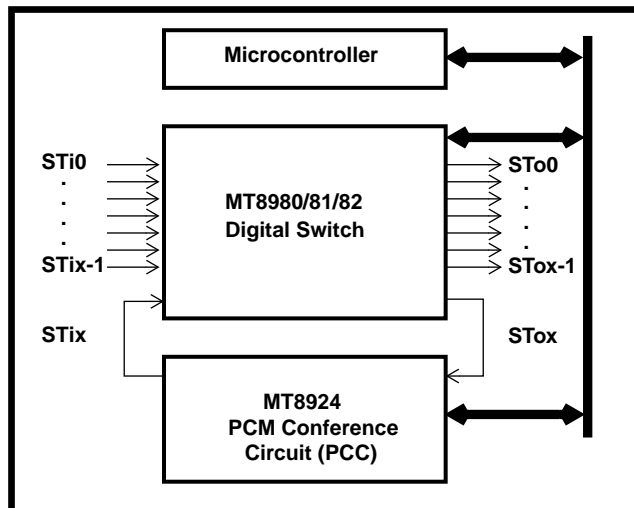 Microcontroller
STi0
.
.
.
.
STix-1
MT8980/81/82
Digital Switch
STo0
.
.
.
.
STox-1
STix
STox
MT8924
PCM Conference
Circuit (PCC)